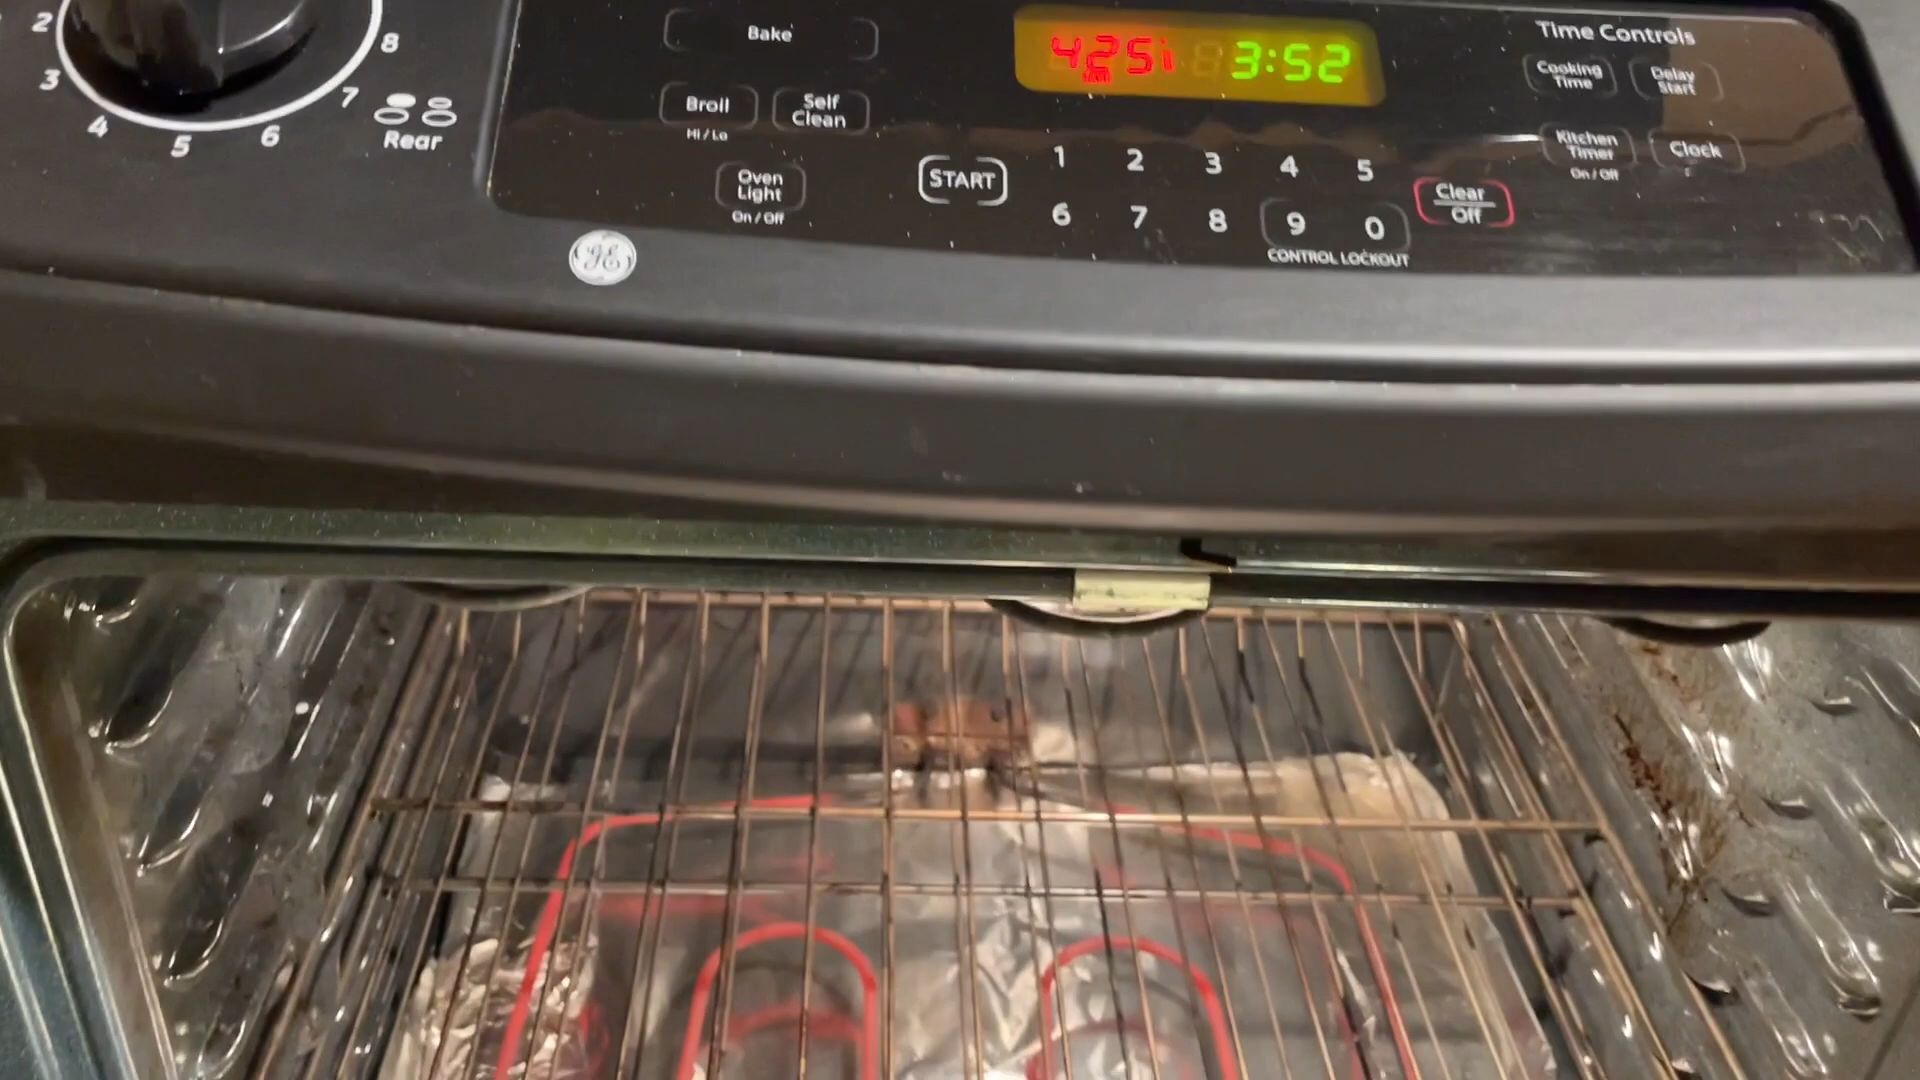 2
3
4
5
6
7
8
Rear
Bake
Broil
Hi / Lo
Self
Clean
Oven
Light
On / Off
GE
START
425
3:52
1 2 3 4 5
6 7 8 9 0
CONTROL LOCKOUT
Clear
Off
Time Controls
Cooking
Time
Delay
Start
Kitchen
Timer
On / Off
Clock